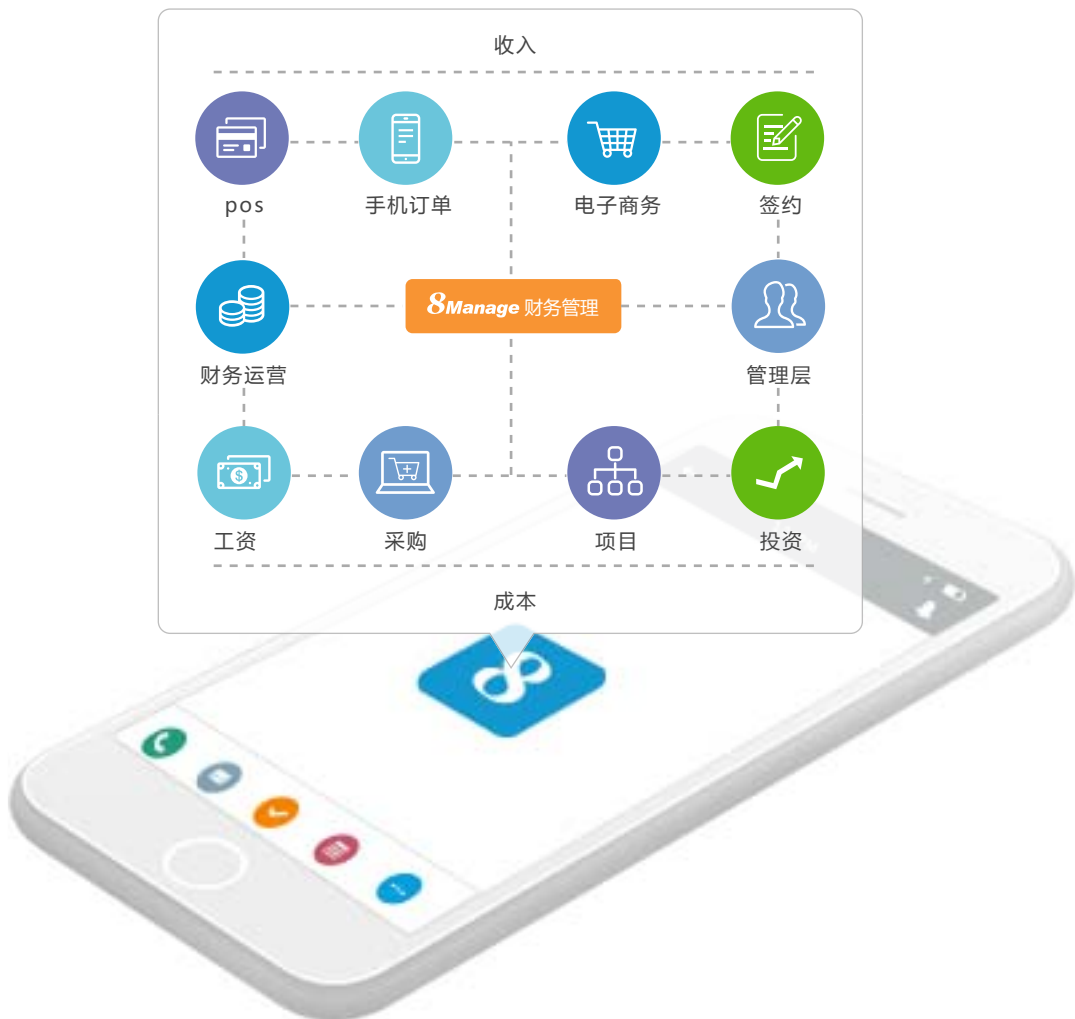 收入
pos 手机订单 电子商务 签约
8Manage 财务管理
财务运营 管理层
工资 采购 项目 投资
成本
8